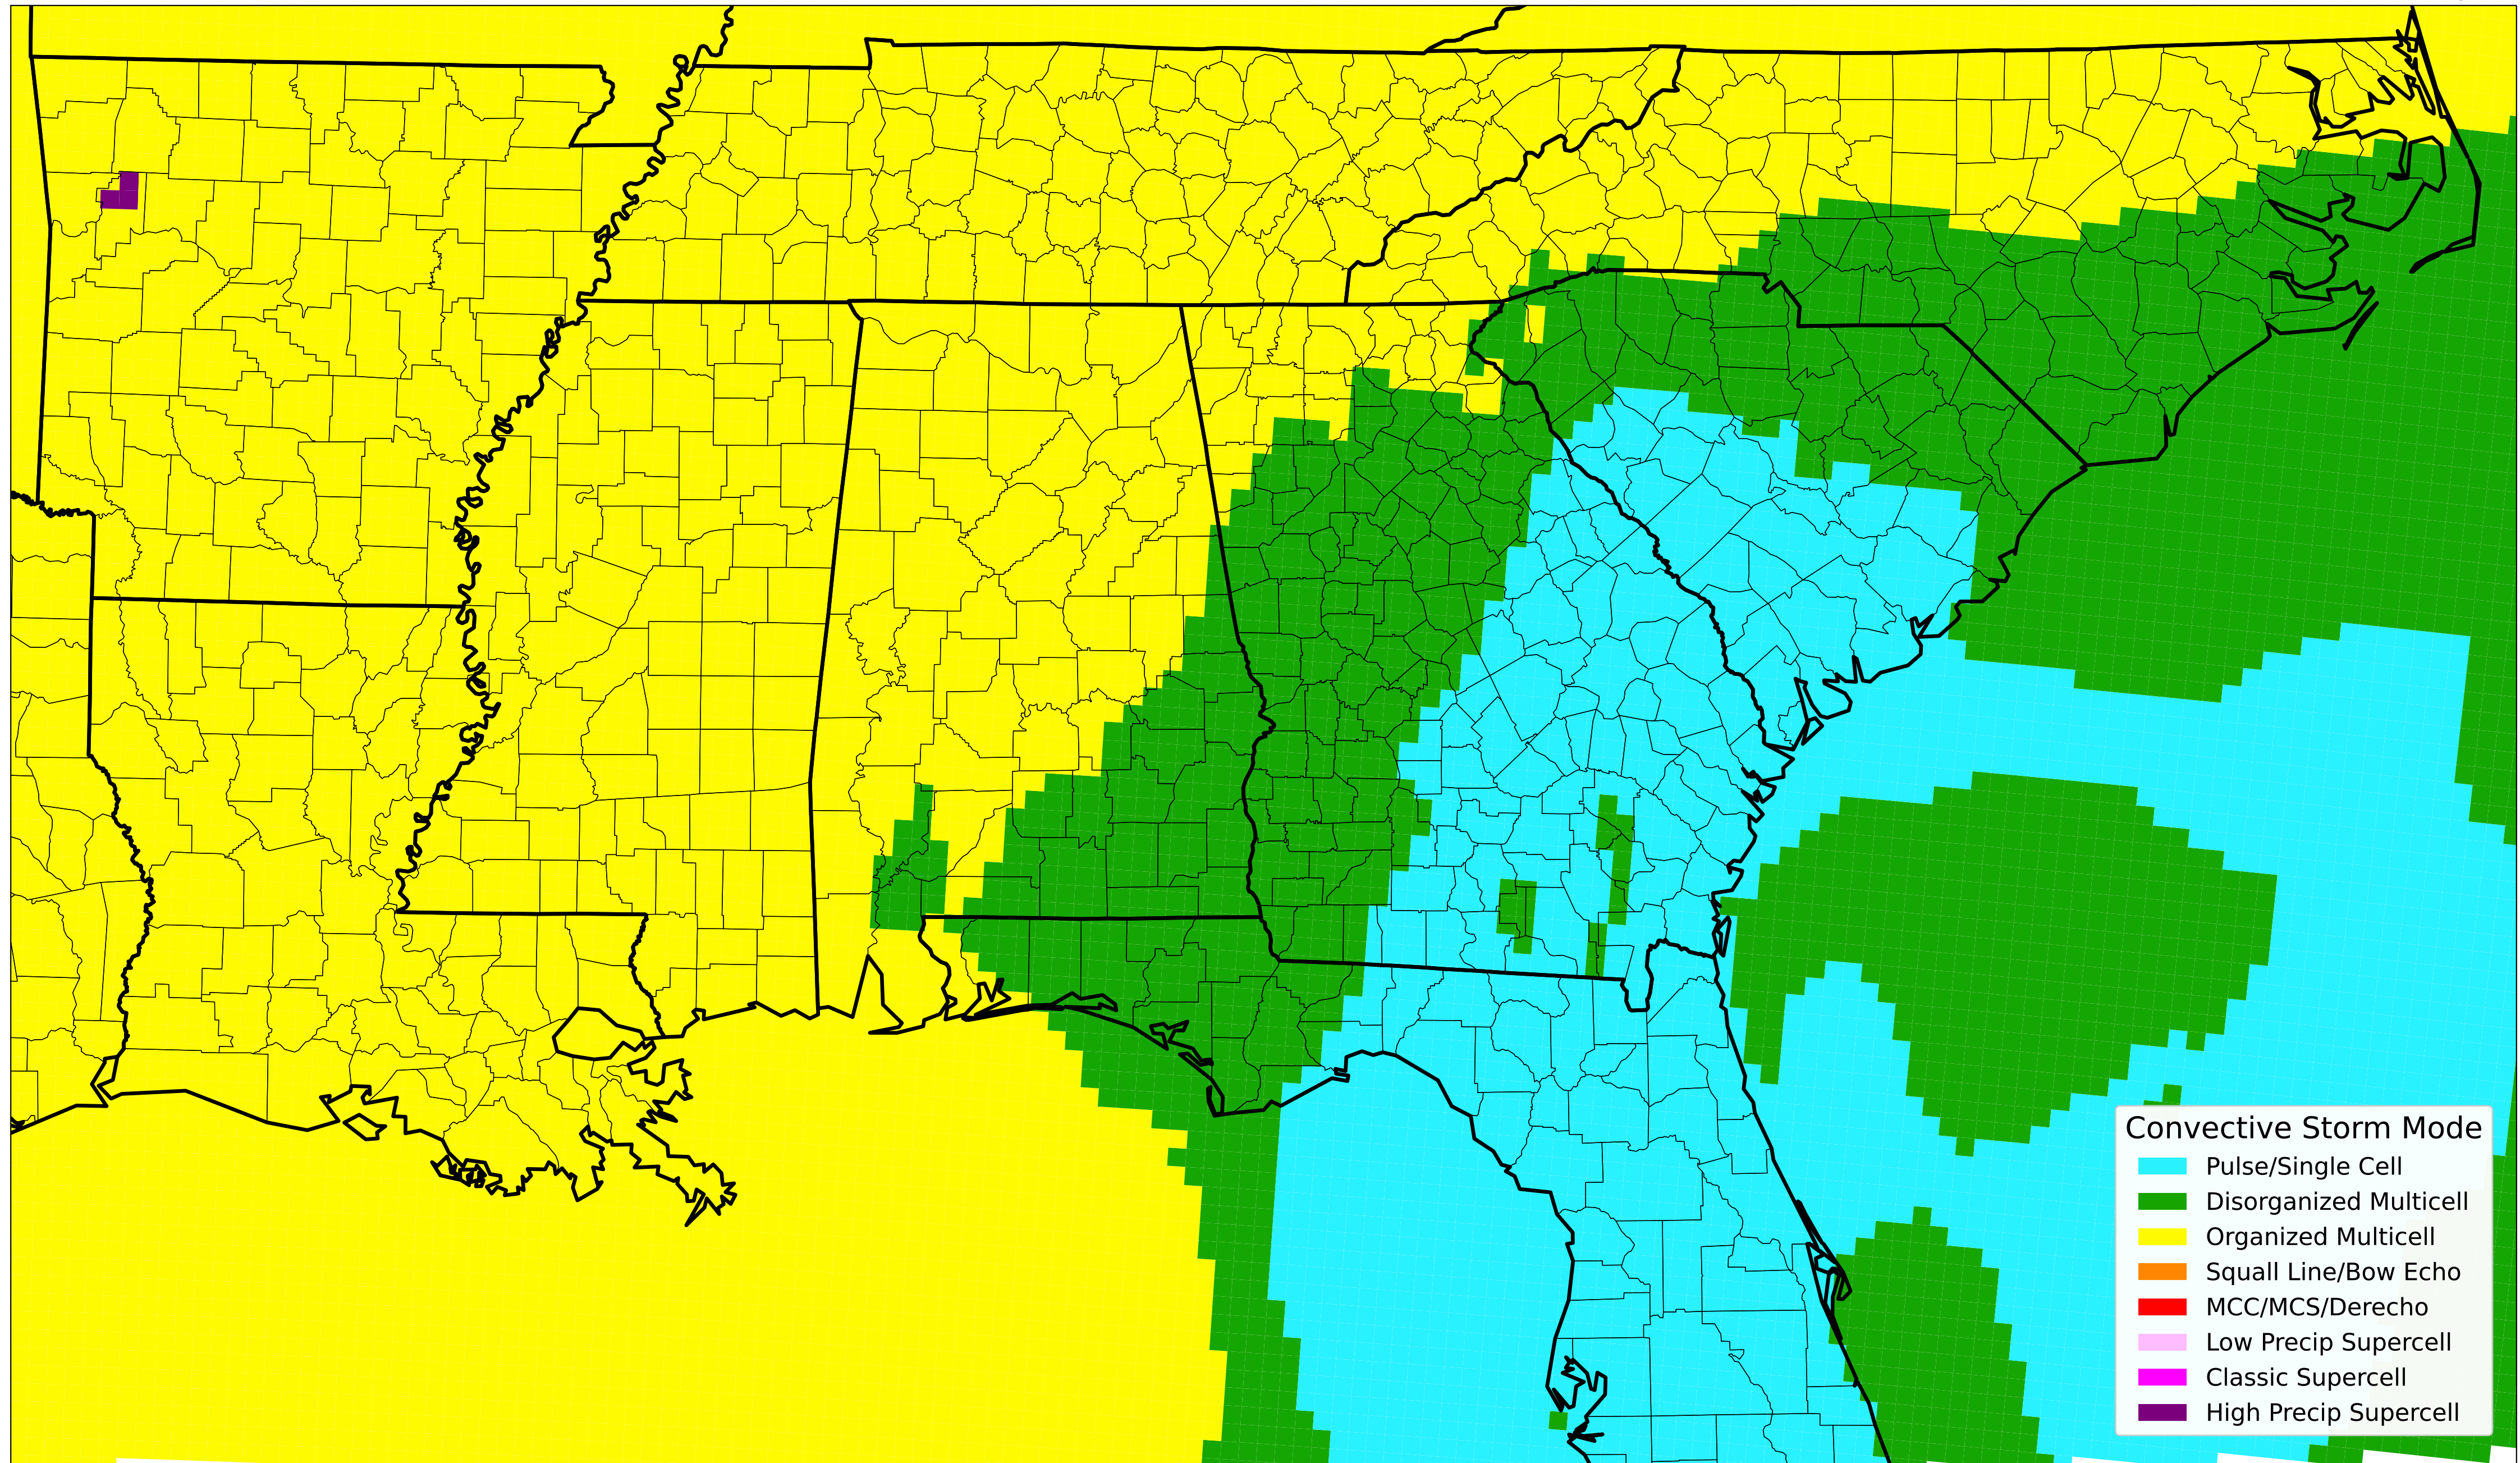 Convective Storm Mode
Pulse/Single Cell
Disorganized Multicell
Organized Multicell
Squall Line/Bow Echo
MCC/MCS/Derecho
Low Precip Supercell
Classic Supercell
High Precip Supercell